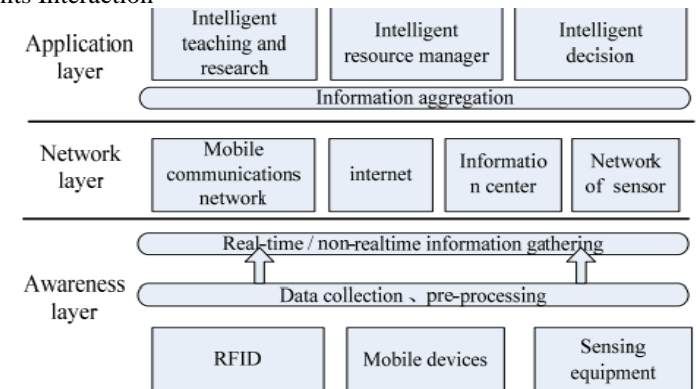 nts Interaction
Application
layer
Intelligent
teaching and
research
Intelligent
resource manager
Intelligent
decision
Information aggregation
Network
layer
Mobile
communications
network
internet
Informatio
n center
Network
of sensor
Real-time / non-realtime information gathering
Awareness
layer
Data collection 、pre-processing
RFID
Mobile devices
Sensing
equipment